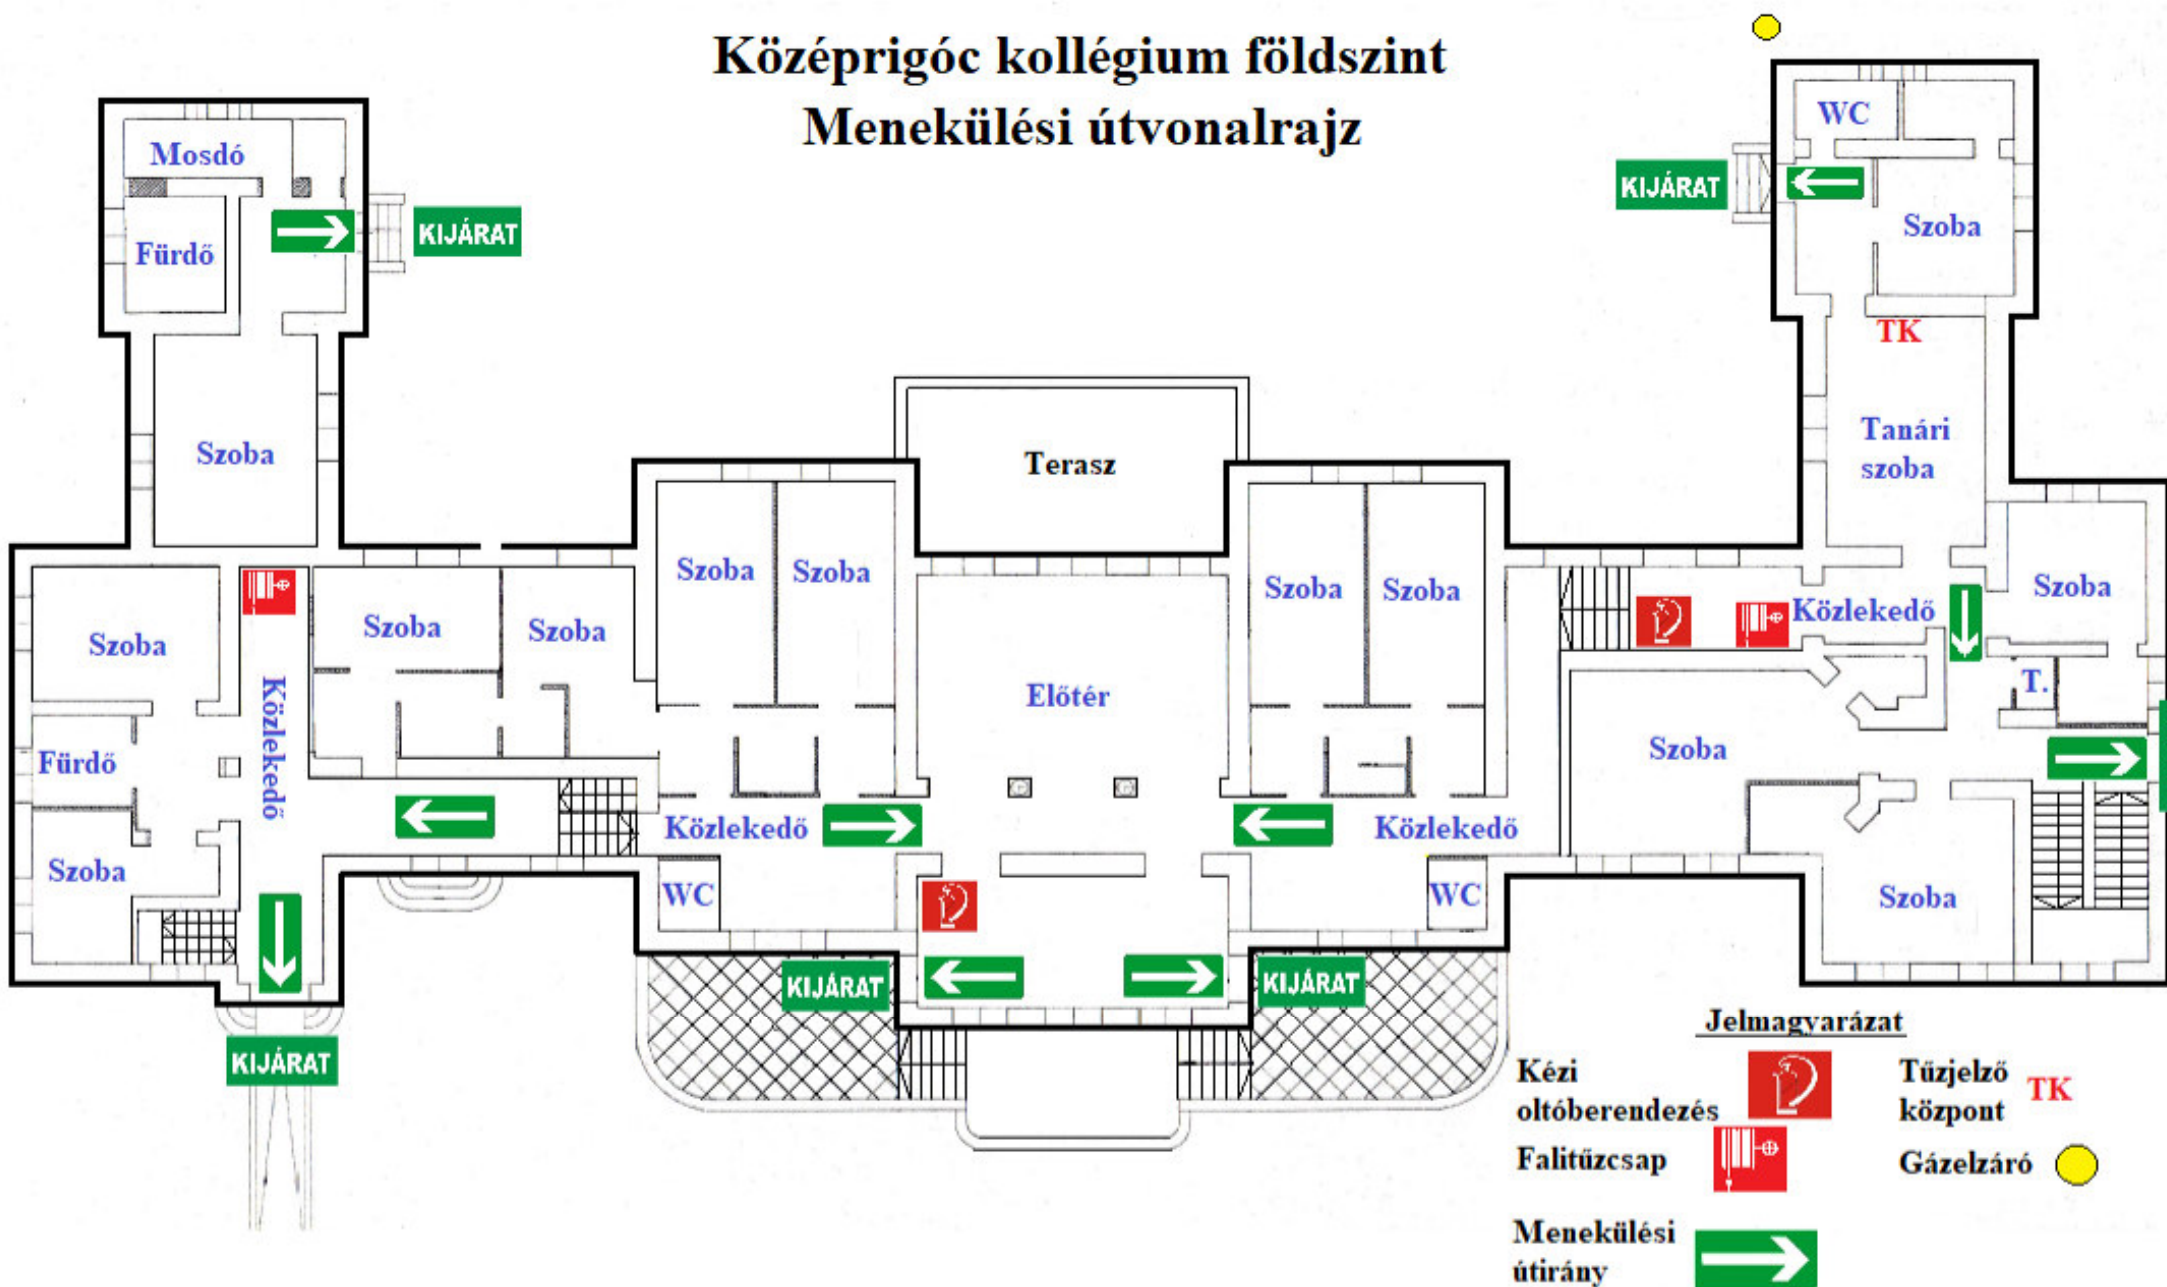 Középrigóc kollégium földszint
Menekülési útvonalrajz
WC
Mosdó
KIJÁRAT
Szoba
KIJÁRAT
Fürdő
TK
Tanári
szoba
Szoba
Terasz
Szoba
Szoba
Szoba
Szoba
Szoba
Közlekedő
Szoba
Szoba
Szoba
Közlekedő
Előtér
T.
Szoba
Fürdő
Közlekedő
Közlekedő
Szoba
WC
WC
Szoba
KIJÁRAT
KIJÁRAT
KIJÁRAT
Jelmagyarázat
Kézi
oltóberendezés
Tűzjelző
központ
TK
Falitűzcsap
Gázelzáró
Menekülési
útirány